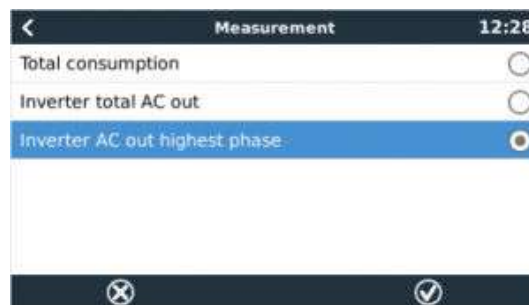 Measurement 12:28
Total consumption
Inverter total AC out
Inverter AC out highest phase